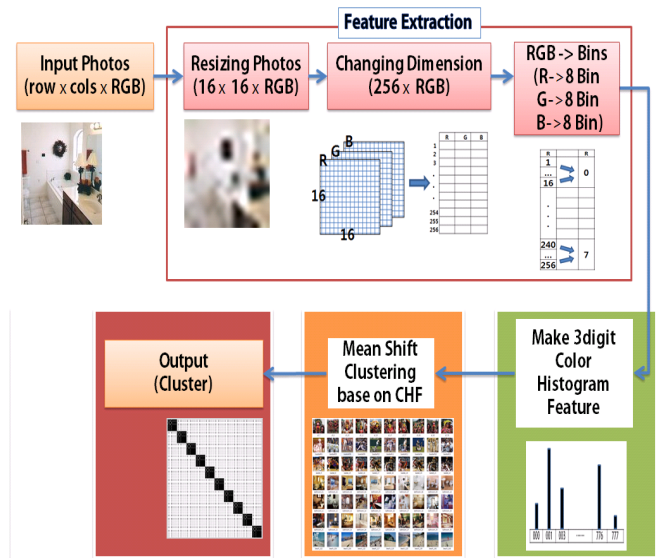 Feature Extraction
Input Photos
(row x cols x RGB)
Resizing Photos
(16 x 16 x RGB)
Changing Dimension
(256 x RGB)
RGB -> Bins
(R->8 Bin
G->8 Bin
B->8 Bin)
R
G
B
16
16
R G B
1
2
3
.
.
.
254
255
256
R R
1
...
16
0
.
.
.
240
...
256
7
Output
(Cluster)
Mean Shift
Clustering
base on CHF
Make 3digit
Color
Histogram
Feature
000 001 003 ........ 776 777